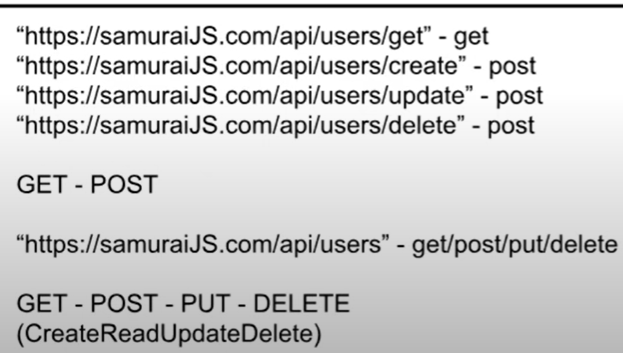 “https://samuraiJS.com/api/users/get” - get
“https://samuraiJS.com/api/users/create” - post
“https://samuraiJS.com/api/users/update” - post
“https://samuraiJS.com/api/users/delete” - post
GET - POST
“https://samuraiJS.com/api/users” - get/post/put/delete
GET - POST - PUT - DELETE
(CreateReadUpdateDelete)